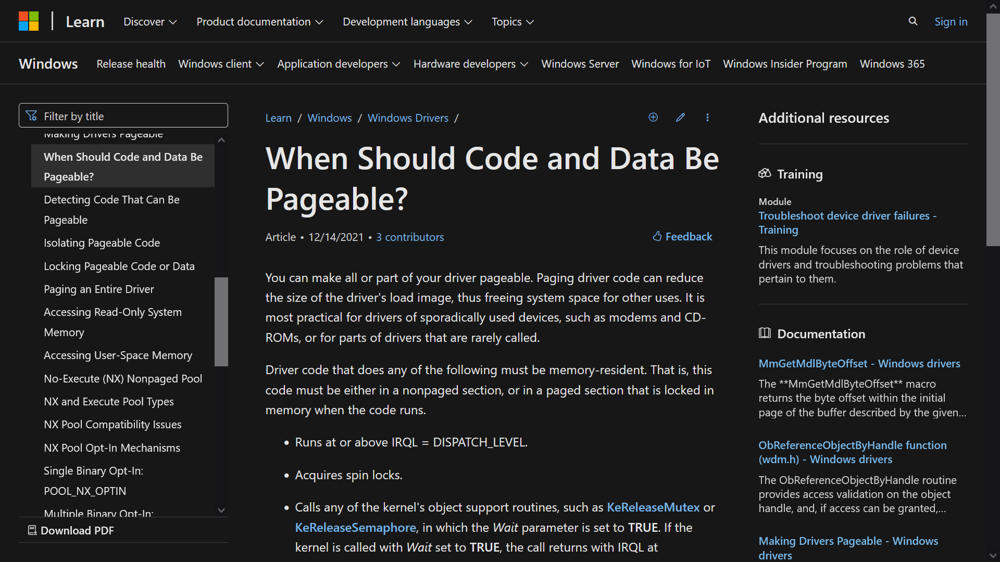 Learn
Discover
Product documentation
Development languages
Topics
Sign in
Windows
Release health
Windows client
Application developers
Hardware developers
Windows Server
Windows for IoT
Windows Insider Program
Windows 365
Filter by title
Making Drivers Pageable
When Should Code and Data Be
Pageable?
Detecting Code That Can Be
Pageable
Isolating Pageable Code
Locking Pageable Code or Data
Paging an Entire Driver
Accessing Read-Only System
Memory
Accessing User-Space Memory
No-Execute (NX) Nonpaged Pool
NX and Execute Pool Types
NX Pool Compatibility Issues
NX Pool Opt-In Mechanisms
Single Binary Opt-In:
POOL_NX_OPTIN
Multiple Binary Opt-In:
Download PDF
Learn / Windows / Windows Drivers /
When Should Code and Data Be
Pageable?
Article • 12/14/2021 • 3 contributors
Feedback
You can make all or part of your driver pageable. Paging driver code can reduce
the size of the driver's load image, thus freeing system space for other uses. It is
most practical for drivers of sporadically used devices, such as modems and CD-
ROMs, or for parts of drivers that are rarely called.
Driver code that does any of the following must be memory-resident. That is, this
code must be either in a nonpaged section, or in a paged section that is locked in
memory when the code runs.
• Runs at or above IRQL = DISPATCH_LEVEL.
• Acquires spin locks.
• Calls any of the kernel's object support routines, such as KeReleaseMutex or
KeReleaseSemaphore, in which the Wait parameter is set to TRUE. If the
kernel is called with Wait set to TRUE, the call returns with IRQL at
Additional resources
Training
Module
Troubleshoot device driver failures -
Training
This module focuses on the role of device
drivers and troubleshooting problems that
pertain to them.
Documentation
MmGetMdlByteOffset - Windows drivers
The **MmGetMdlByteOffset** macro
returns the byte offset within the initial
page of the buffer described by the given...
ObReferenceObjectByHandle function
(wdm.h) - Windows drivers
The ObReferenceObjectByHandle routine
provides access validation on the object
handle, and, if access can be granted,...
Making Drivers Pageable - Windows
drivers